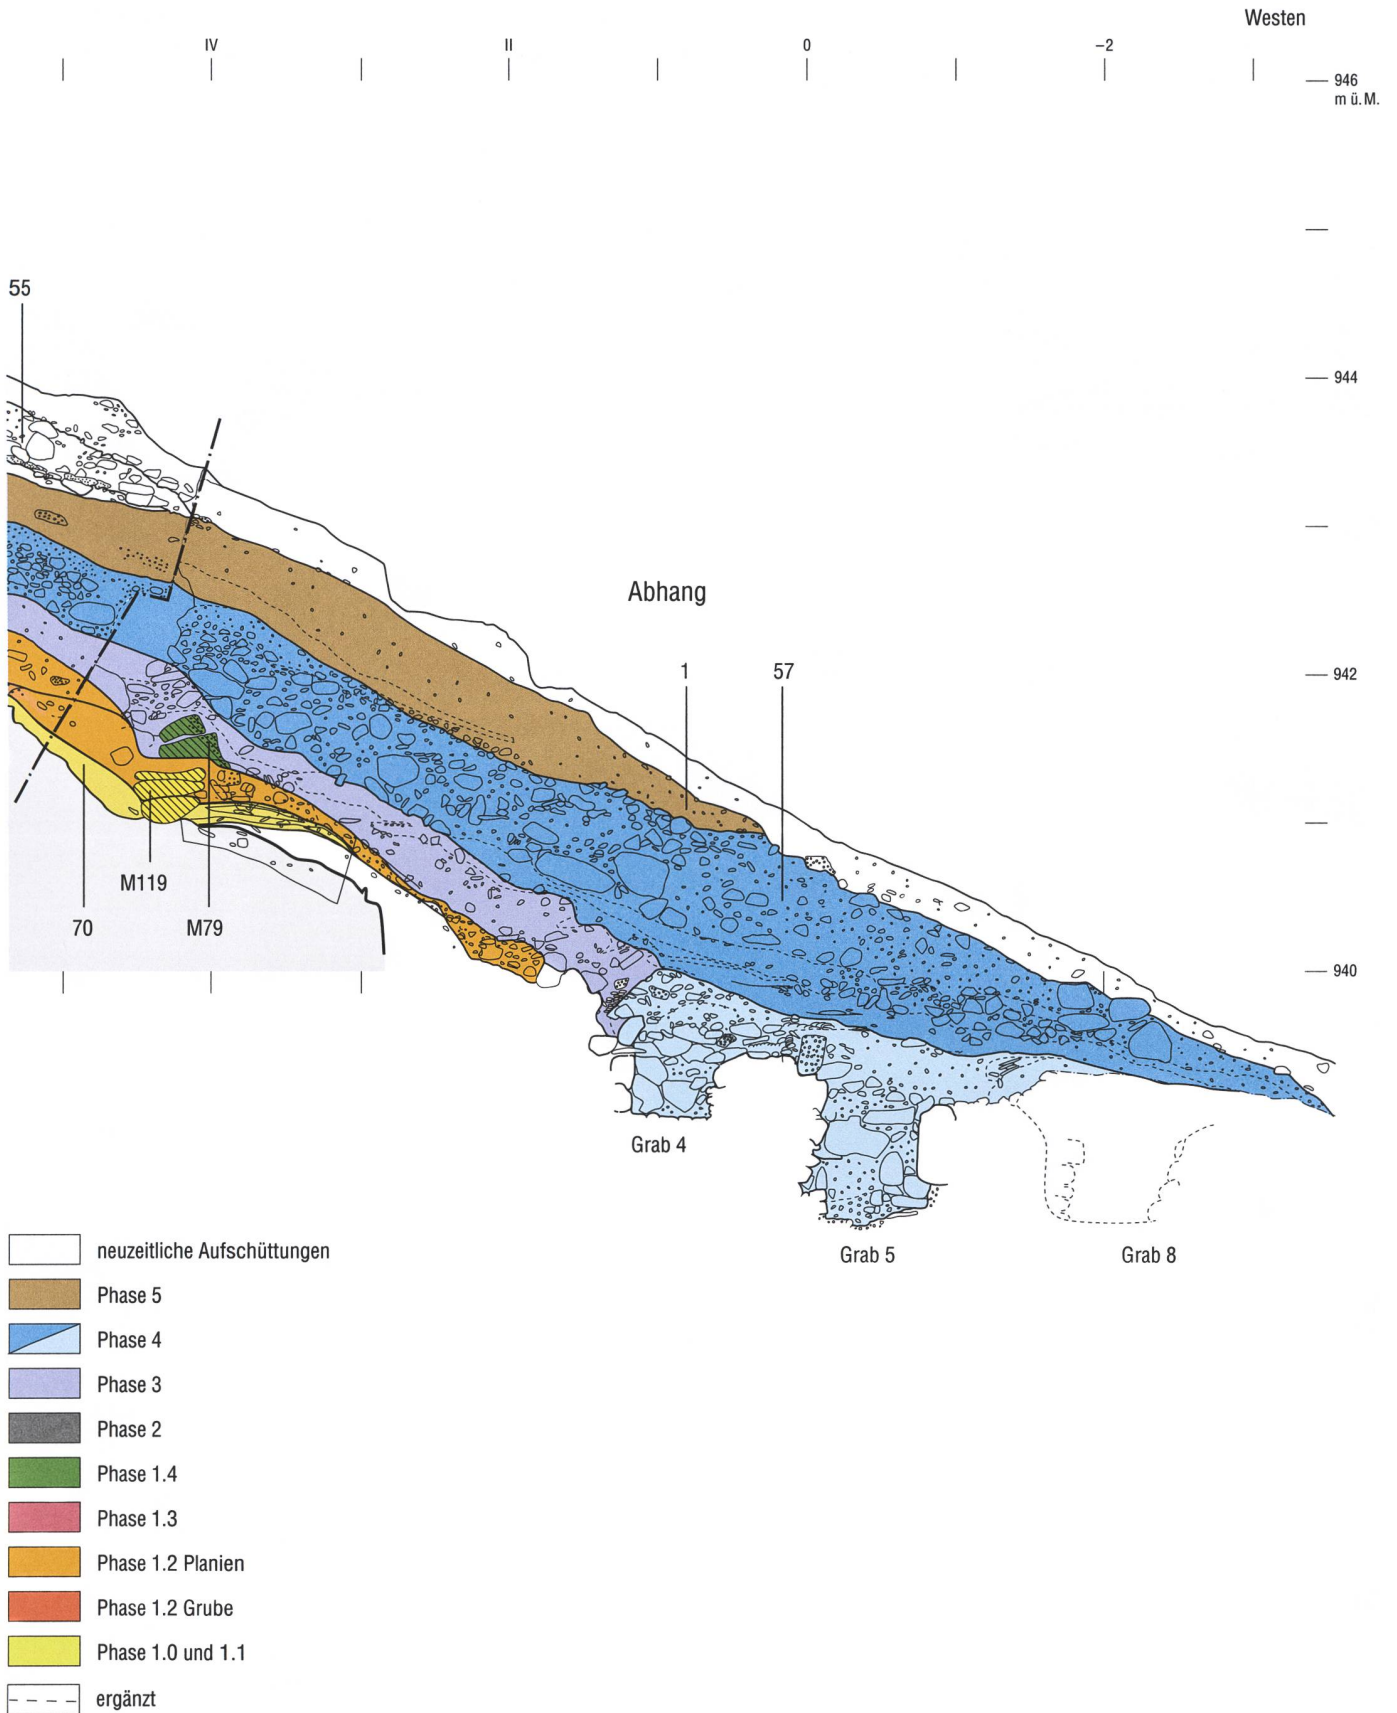 Westen
IV
II
0
–2
946
m ü. M.
55
944
Abhang
1
57
942
M119
70
M79
940
Grab 4
Grab 5
Grab 8
neuzeitliche Aufschüttungen
Phase 5
Phase 4
Phase 3
Phase 2
Phase 1.4
Phase 1.3
Phase 1.2 Planien
Phase 1.2 Grube
Phase 1.0 und 1.1
ergänzt